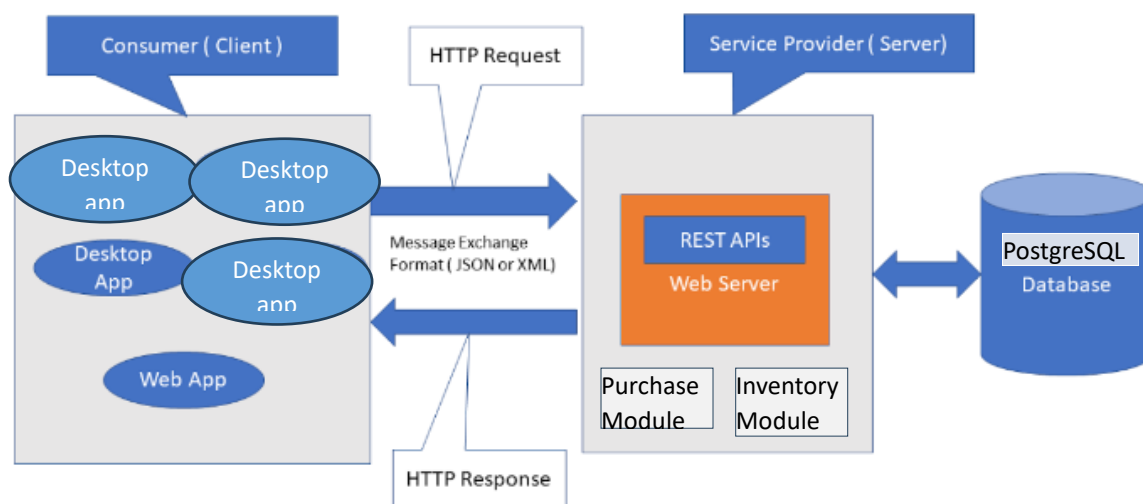 Consumer ( Client )
HTTP Request
Service Provider ( Server)
Desktop
app
Desktop
app
Desktop
App
Desktop
app
Web App
Message Exchange
Format ( JSON or XML)
REST APIs
Web Server
Purchase
Module
Inventory
Module
PostgreSQL
Database
HTTP Response